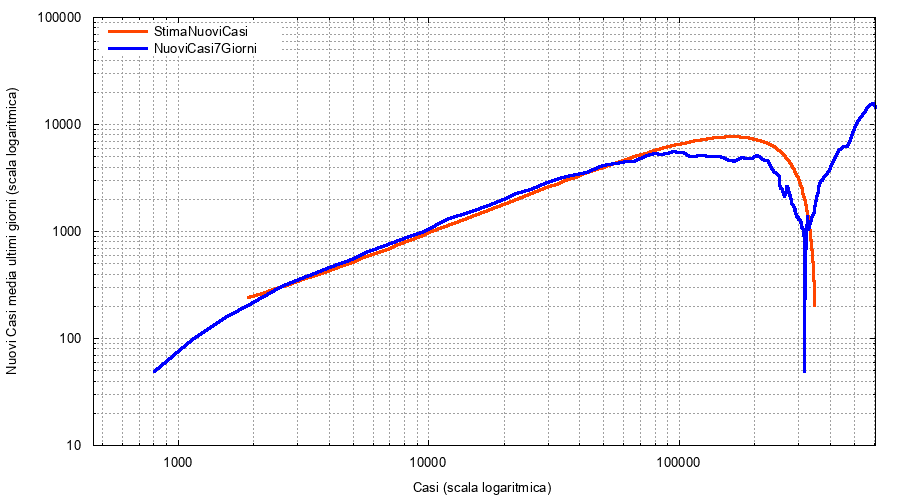 100000
10000
1000
100
10
StimaNuoviCasi
NuoviCasi7Giorni
Nuovi Casi media ultimi giorni (scala logaritmica)
1000
10000
100000
Casi (scala logaritmica)